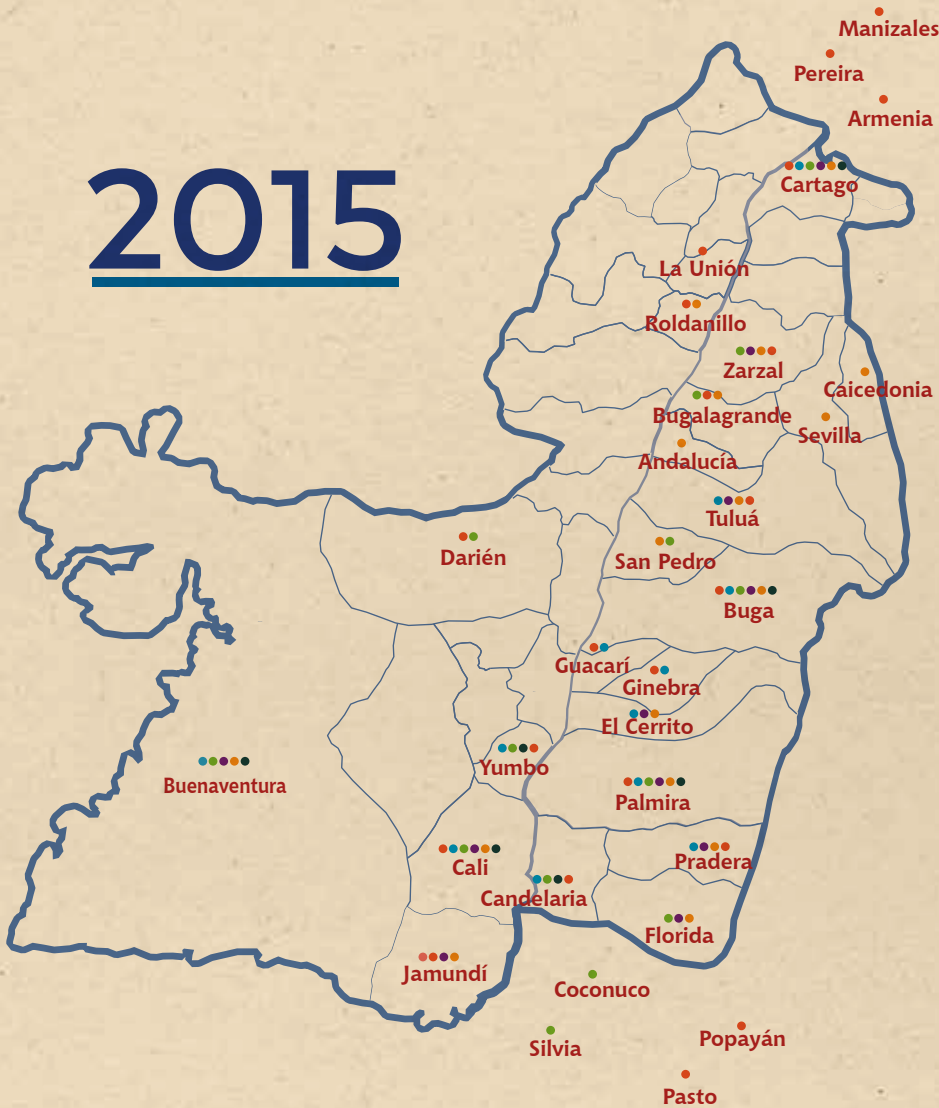 Manizales
Pereira
Armenia
2015
Cartago
La Unión
Roldanillo
Zarzal
Caicedonia
Bugalagrande
Sevilla
Andalucía
Tuluá
Darién
San Pedro
Buga
Guacarí
Ginebra
El Cerrito
Yumbo
Buenaventura
Palmira
Pradera
Cali
Candelaria
Florida
Jamundí
Coconuco
Popayán
Silvia
Pasto